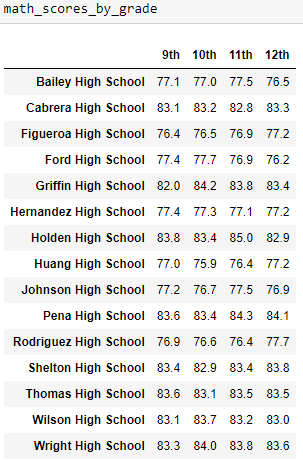 math_scores_by_grade
9th 10th 11th 12th
Bailey High School 77.1 77.0 77.5 76.5
Cabrera High School 83.1 83.2 82.8 83.3
Figueroa High School 76.4 76.5 76.9 77.2
Ford High School 77.4 77.7 76.9 76.2
Griffin High School 82.0 84.2 83.8 83.4
Hernandez High School 77.4 77.3 77.1 77.2
Holden High School 83.8 83.4 85.0 82.9
Huang High School 77.0 75.9 76.4 77.2
Johnson High School 77.2 76.7 77.5 76.9
Pena High School 83.6 83.4 84.3 84.1
Rodriguez High School 76.9 76.6 76.4 77.7
Shelton High School 83.4 82.9 83.4 83.8
Thomas High School 83.6 83.1 83.5 83.5
Wilson High School 83.1 83.7 83.2 83.0
Wright High School 83.3 84.0 83.8 83.6